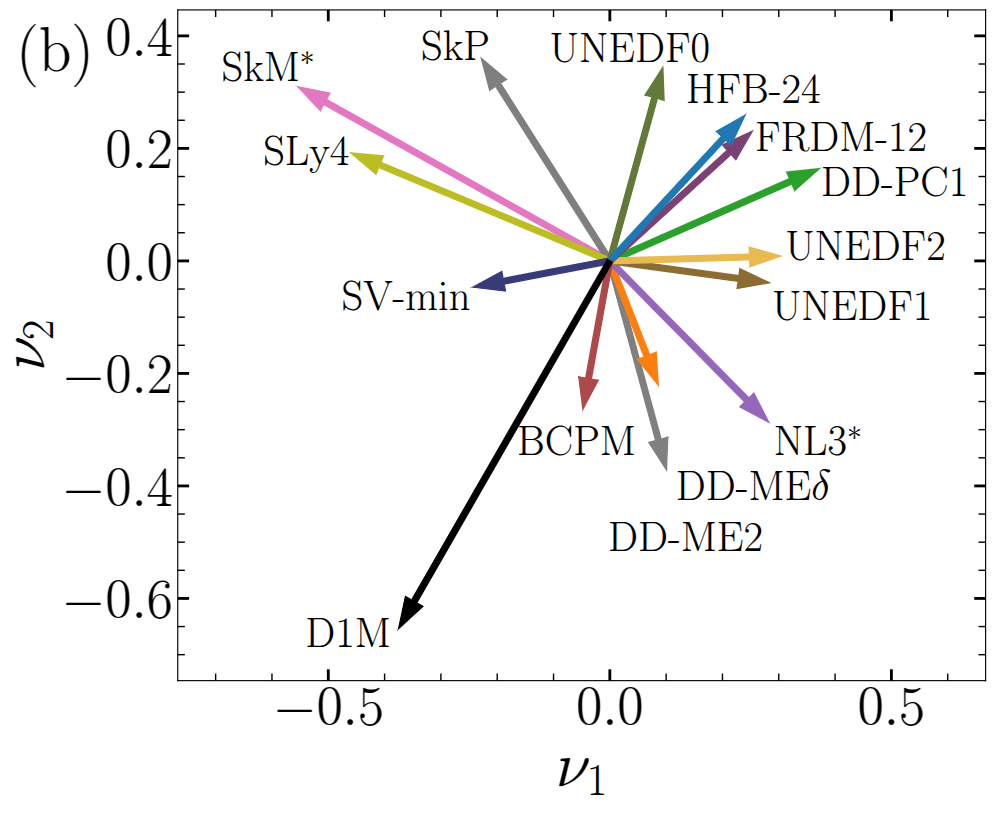 (b)
0.4
0.2
0.0
−0.2
−0.4
−0.6
ν2
SkM*
SkP
UNEDF0
HFB-24
FRDM-12
SLy4
DD-PC1
UNEDF2
SV-min
UNEDF1
BCPM
NL3*
DD-MEδ
DD-ME2
D1M
−0.5
0.0
0.5
ν1